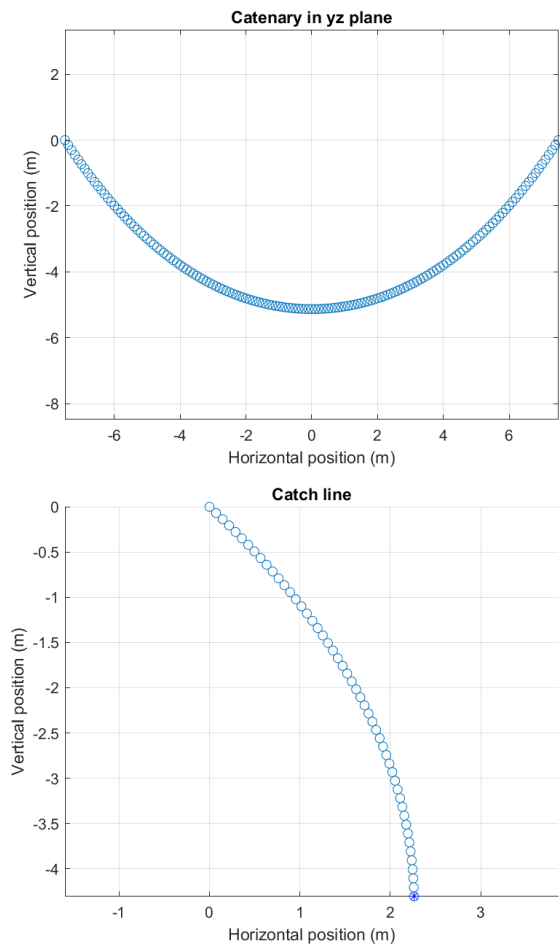 Catenary in yz plane
2
0
-2
-4
-6
-8
Vertical position (m)
-6 -4 -2 0 2 4 6
Horizontal position (m)
Catch line
0
-0.5
-1
-1.5
-2
-2.5
-3
-3.5
-4
Vertical position (m)
-1 0 1 2 3
Horizontal position (m)